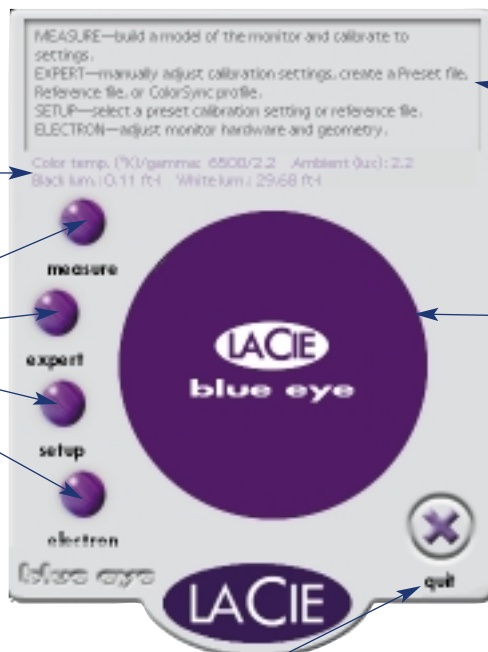 MEASURE—build a model of the monitor and calibrate to
settings.
EXPERT—manually adjust calibration settings, create a Preset file,
Reference file, or ColorSync profile.
SETUP—select a preset calibration setting or reference file.
ELECTRON—adjust monitor hardware and geometry.
Color temp. (°K)/gamma: 6500/2.2 Ambient (lux): 2.2
Black lum.: 0.11 ft-l White lum.: 29.68 ft-l
measure
expert
setup
electron
LACIE
blue eye
quit
blue eye
LACIE